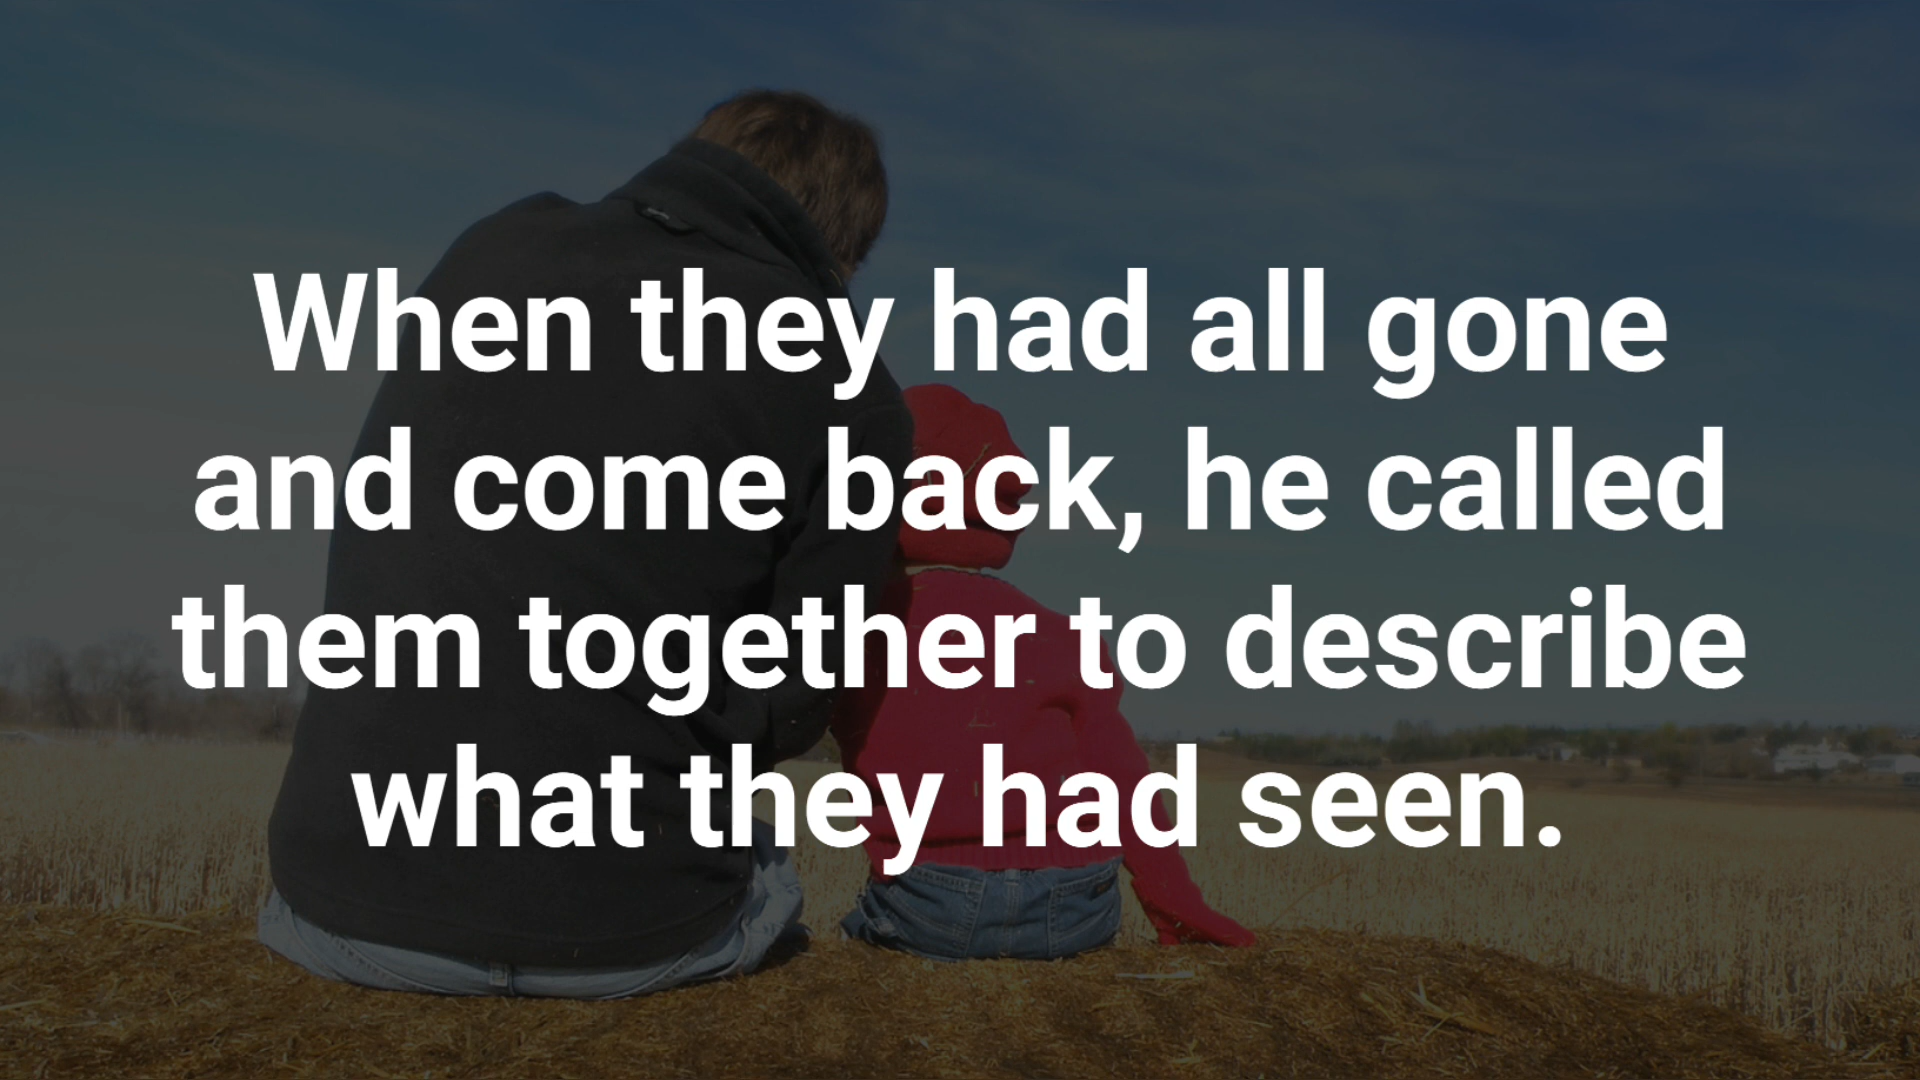 When they had all gone
and come back, he called
them together to describe
what they had seen.